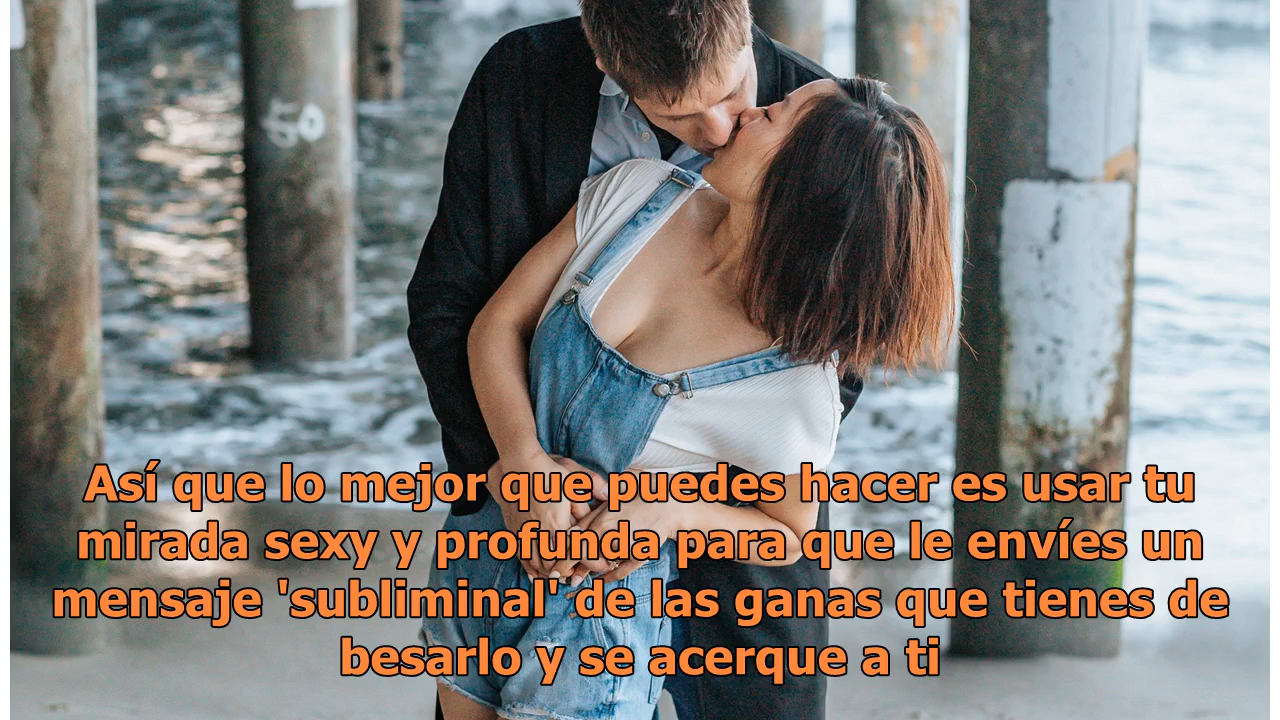 Así que lo mejor que puedes hacer es usar tu
mirada sexy y profunda para que le envíes un
mensaje 'subliminal' de las ganas que tienes de
besarlo y se acerque a ti